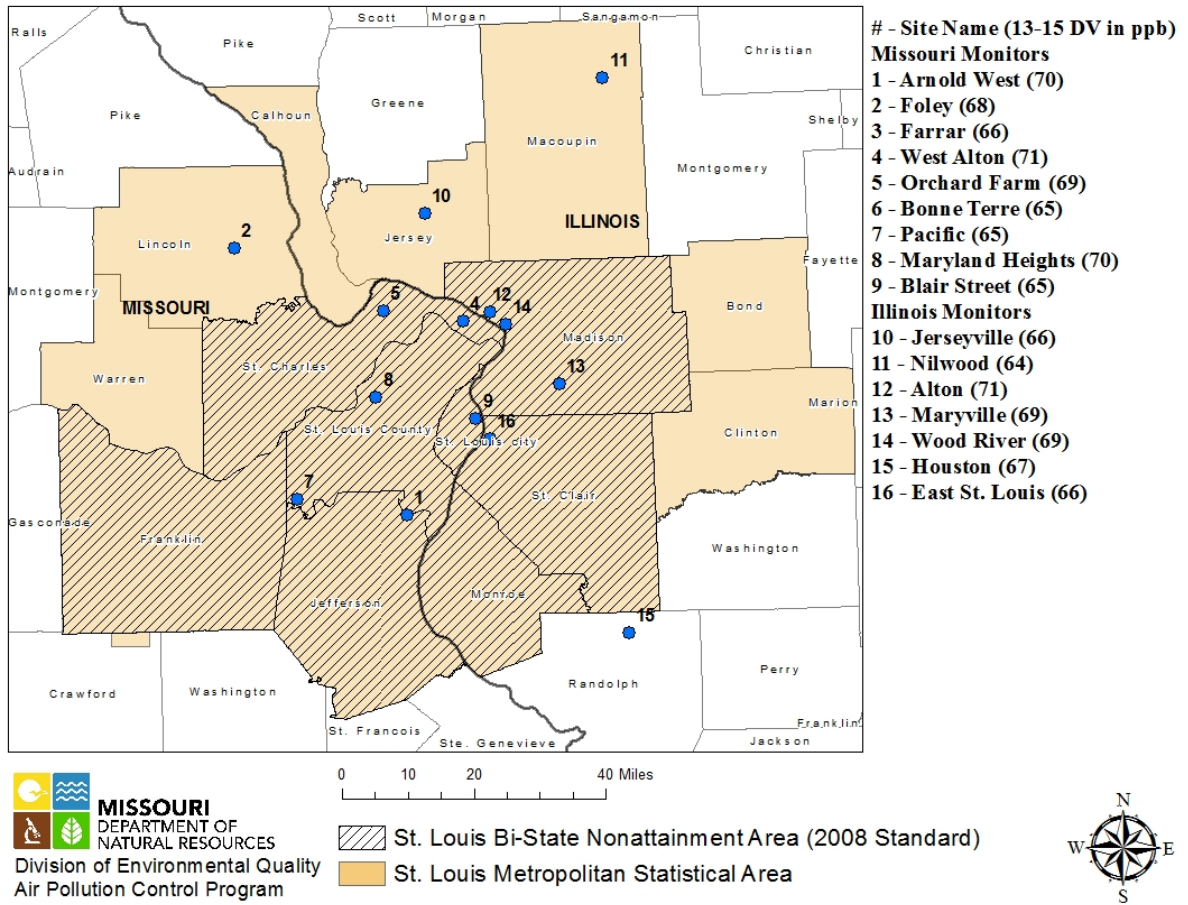 Ralls
Scott
Morgan
Sangamon
Pike
Christian
11
Greene
Pike
Calhoun
Shelby
Macoupin
Audrain
Montgomery
10
ILLINOIS
2
Jersey
Lincoln
Fayette
Montgomery
MISSOURI
5
12
4
14
Bond
Madison
St. Charles
Warren
13
8
Marion
9
16
St. Louis County
St. Louis city
Clinton
7
St. Clair
1
Gasconade
Franklin
Washington
Monroe
Jefferson
15
Perry
Randolph
Crawford
Washington
St. Francois
Franklin
Ste. Genevieve
Jackson
# - Site Name (13-15 DV in ppb)
Missouri Monitors
1 - Arnold West (70)
2 - Foley (68)
3 - Farrar (66)
4 - West Alton (71)
5 - Orchard Farm (69)
6 - Bonne Terre (65)
7 - Pacific (65)
8 - Maryland Heights (70)
9 - Blair Street (65)
Illinois Monitors
10 - Jerseyville (66)
11 - Nilwood (64)
12 - Alton (71)
13 - Maryville (69)
14 - Wood River (69)
15 - Houston (67)
16 - East St. Louis (66)
0 10 20 40 Miles
MISSOURI
DEPARTMENT OF
NATURAL RESOURCES
Division of Environmental Quality
Air Pollution Control Program
St. Louis Bi-State Nonattainment Area (2008 Standard)
St. Louis Metropolitan Statistical Area
N
W
E
S